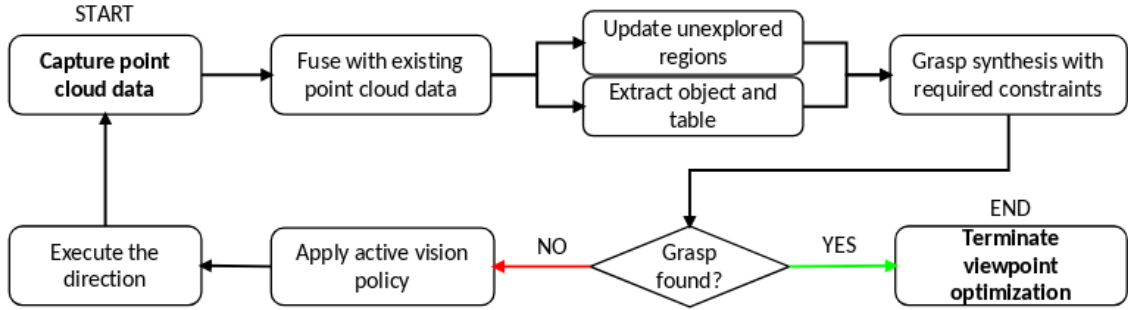 START
Capture point
cloud data
Fuse with existing
point cloud data
Update unexplored
regions
Extract object and
table
Grasp synthesis with
required constraints
Grasp
found?
NO
YES
END
Terminate
viewpoint
optimization
Apply active vision
policy
Execute the
direction